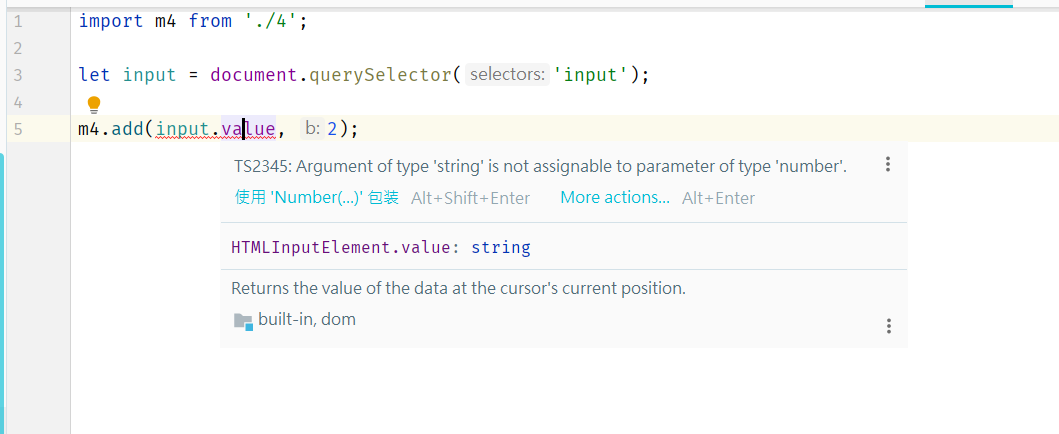 1 import m4 from './4';
2
3 let input = document.querySelector( selectors: 'input');
4
5 m4.add(input.value, b: 2);
TS2345: Argument of type 'string' is not assignable to parameter of type 'number'.
使用 'Number(...)' 包装 Alt+Shift+Enter More actions... Alt+Enter
HTMLInputElement.value: string
Returns the value of the data at the cursor's current position.
built-in, dom